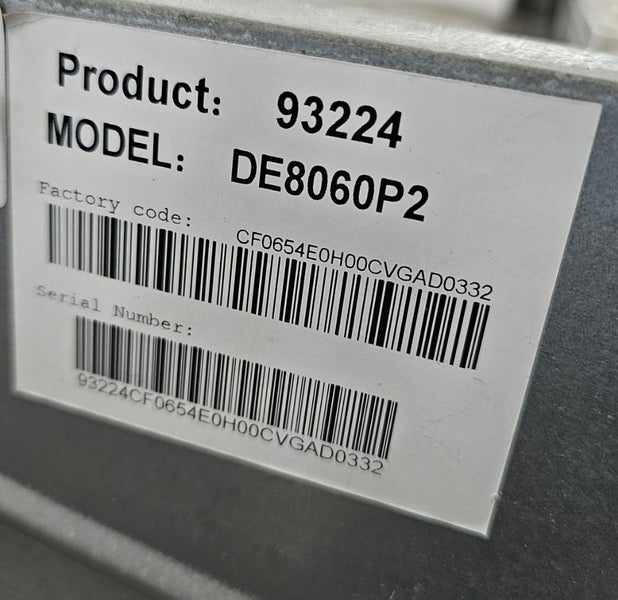 Product: 93224
MODEL: DE8060P2
Factory code:
CF0654E0H00CVGAD0332
Serial Number:
93224CF0654E0H00CVGAD0332